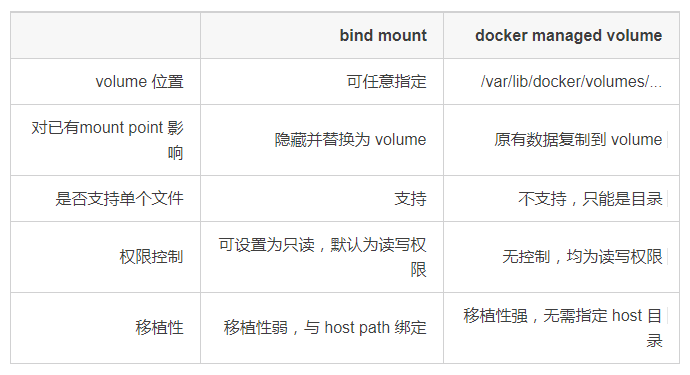 bind mount docker managed volume
volume 位置 可任意指定 /var/lib/docker/volumes/...
对已有mount point 影
响
隐藏并替换为 volume 原有数据复制到 volume
是否支持单个文件 支持 不支持，只能是目录
权限控制
可设置为只读，默认为读写权
限
无控制，均为读写权限
移植性 移植性弱，与 host path 绑定
移植性强，无需指定 host 目
录